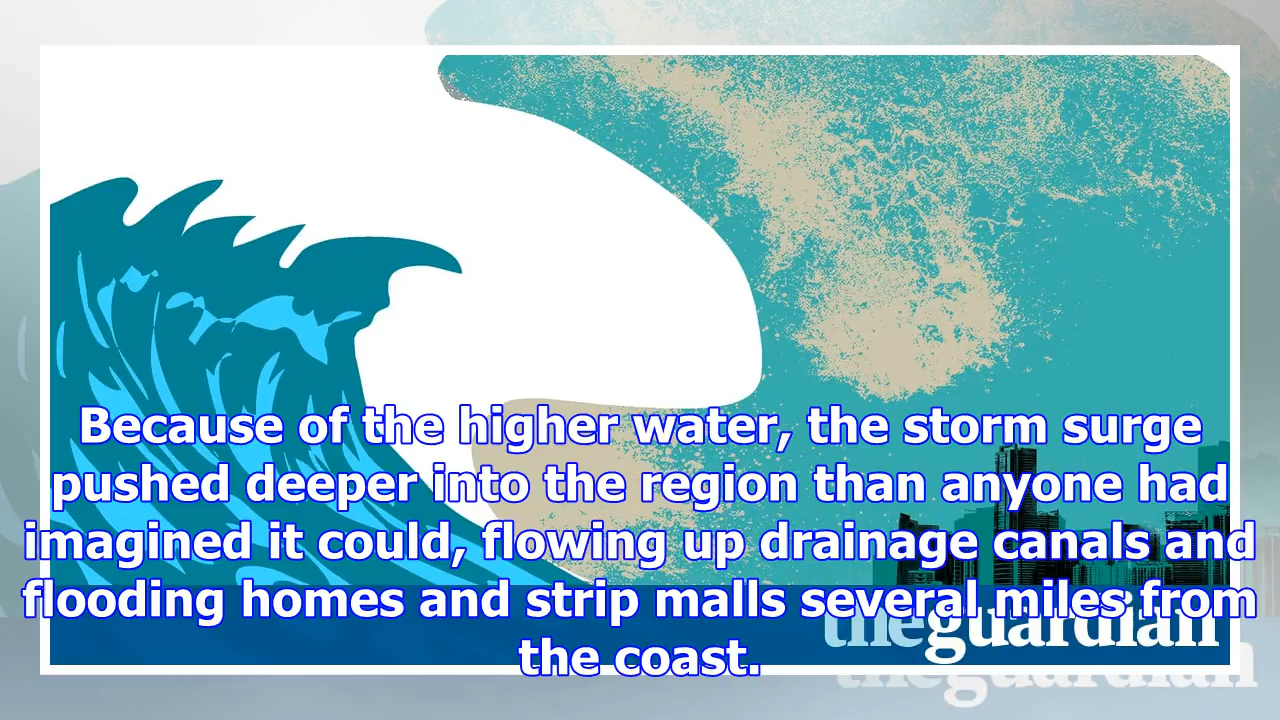 Because of the higher water, the storm surge
pushed deeper into the region than anyone had
imagined it could, flowing up drainage canals and
flooding homes and strip malls several miles from
theguardian
the coast.
theguardian